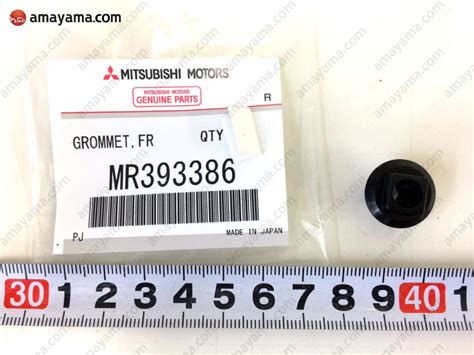 amayama.com
MITSUBISHI MOTORS
MITSUBISHI MOTORS
GENUINE PARTS
R
GROMMET, FR QTY
MR393386
PJ MADE IN JAPAN
30 1 2 3 4 5 6 7 8 9 40 1